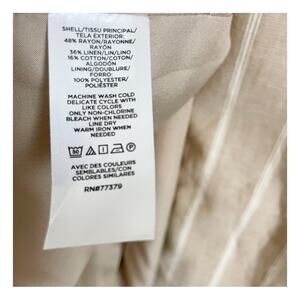 SHELL/TISSU PRINCIPAL/
TELA EXTERIOR:
48% RAYON/RAYONNE/
RAYÓN
36% LINEN/LIN/LINO
16% COTTON/COTON/
ALGODÓN
LINING/DOUBLURE/
FORRO:
100% POLYESTER/
POLIÉSTER
MACHINE WASH COLD
DELICATE CYCLE WITH
LIKE COLORS
ONLY NON-CHLORINE
BLEACH WHEN NEEDED
LINE DRY
WARM IRON WHEN
NEEDED
AVEC DES COULEURS
SEMBLABLES/CON
COLORES SIMILARES
RN#77379